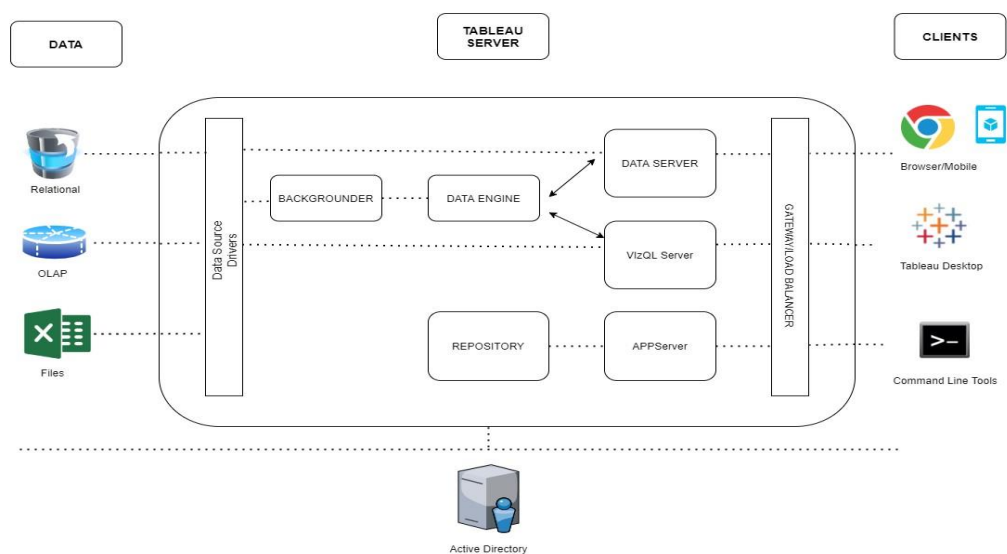 DATA
TABLEAU
SERVER
CLIENTS
Relational
OLAP
Files
Data Source
Drivers
BACKGROUNDER
DATA ENGINE
DATA SERVER
VIzQL Server
REPOSITORY
APPServer
GATEWAY/LOAD BALANCER
Browser/Mobile
Tableau Desktop
>-
Command Line Tools
Active Directory